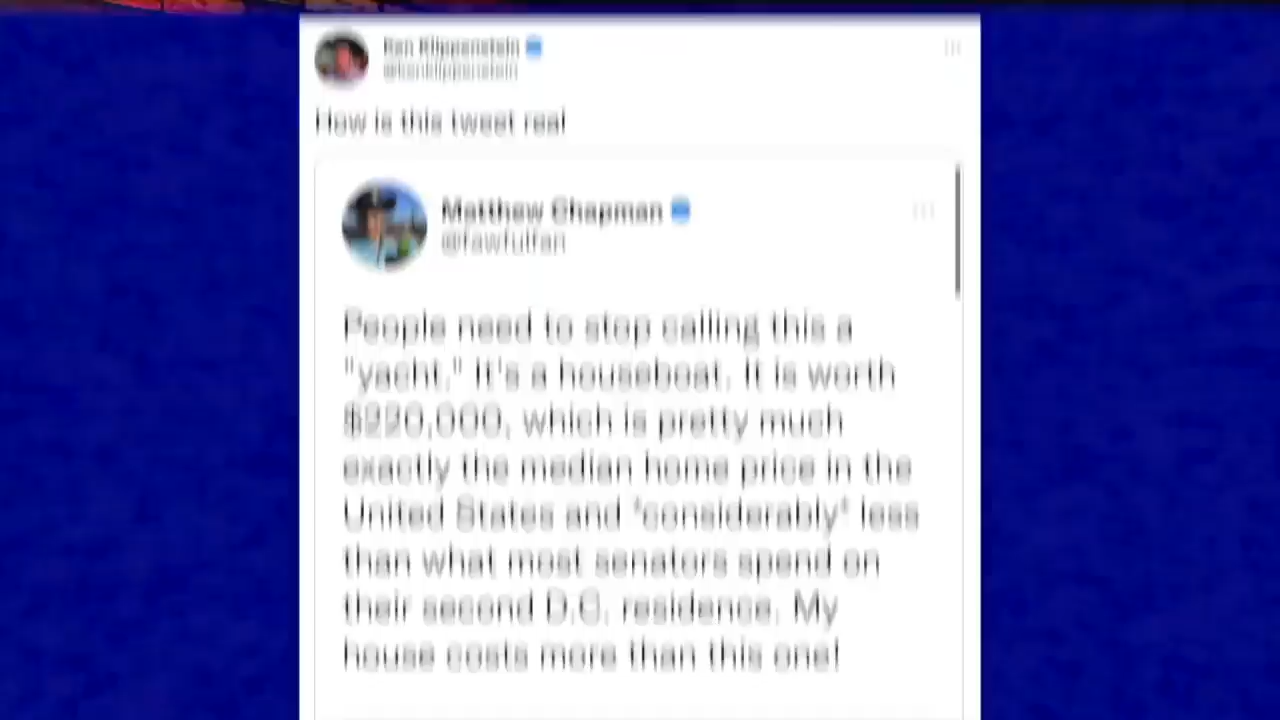 Ken Klippenstein
@kenklippenstein
How is this tweet real
Matthew Chapman
@fawfulfan
People need to stop calling this a
"yacht." It's a houseboat. It is worth
$220,000, which is pretty much
exactly the median home price in the
United States and *considerably* less
than what most senators spend on
their second D.C. residence. My
house costs more than this one!